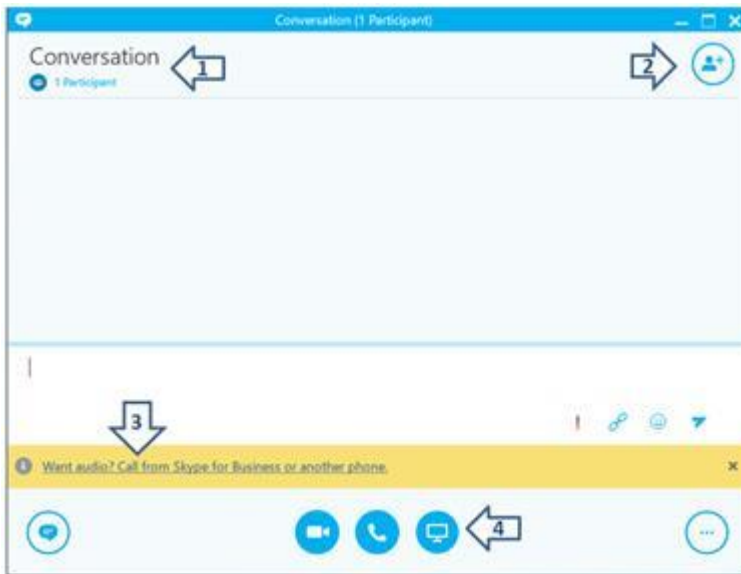 Conversation (1 Participant)
Conversation
1
2
1 Participant
3
!
Want audio? Call from Skype for Business or another phone.
4